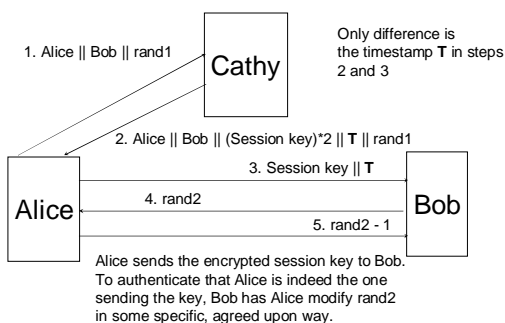 1. Alice || Bob || rand1
Cathy
Only difference is
the timestamp T in steps
2 and 3
2. Alice || Bob || (Session key)*2 || T || rand1
Alice
3. Session key || T
4. rand2
5. rand2 - 1
Bob
Alice sends the encrypted session key to Bob.
To authenticate that Alice is indeed the one
sending the key, Bob has Alice modify rand2
in some specific, agreed upon way.